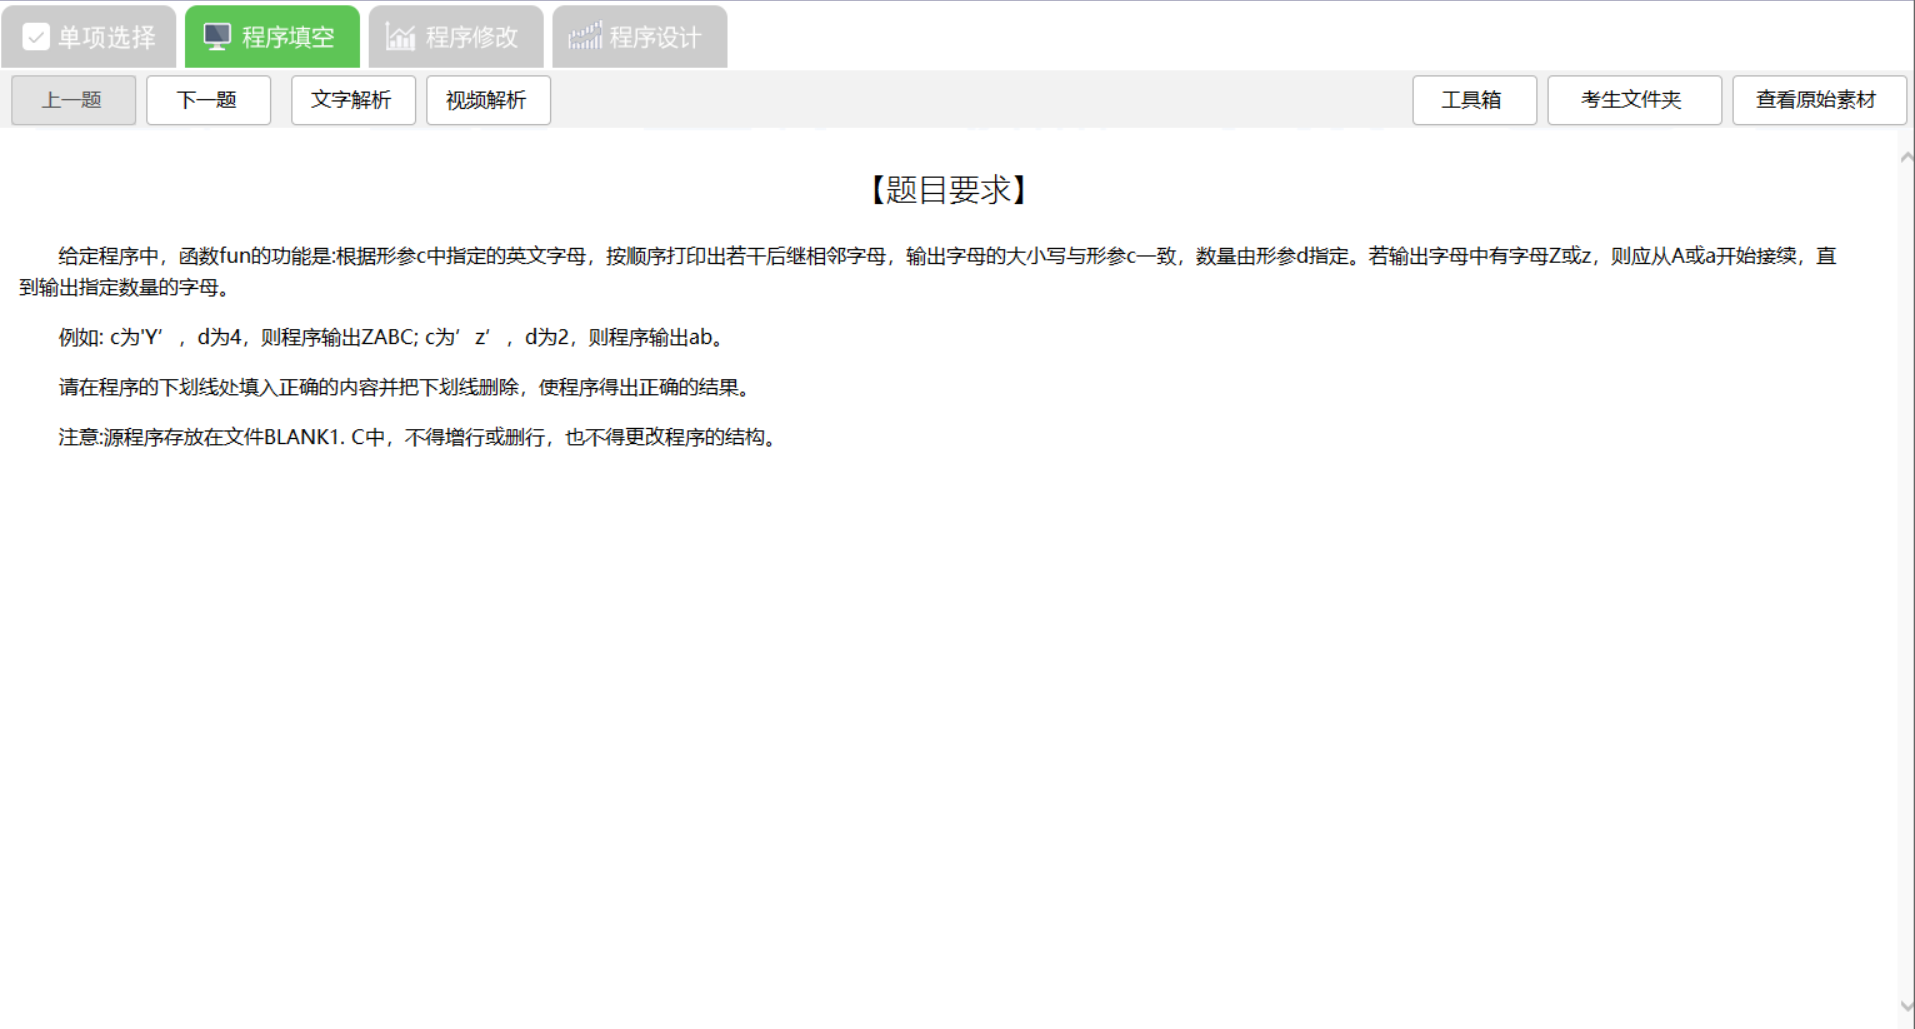 单项选择 程序填空 程序修改 程序设计
上一题 下一题 文字解析 视频解析 工具箱 考生文件夹 查看原始素材
【题目要求】
给定程序中，函数fun的功能是:根据形参c中指定的英文字母，按顺序打印出若干后继相邻字母，输出字母的大小写与形参c一致，数量由形参d指定。若输出字母中有字母Z或z，则应从A或a开始接续，直
到输出指定数量的字母。
例如: c为'Y’，d为4，则程序输出ZABC; c为’z’，d为2，则程序输出ab。
请在程序的下划线处填入正确的内容并把下划线删除，使程序得出正确的结果。
注意:源程序存放在文件BLANK1. C中，不得增行或删行，也不得更改程序的结构。